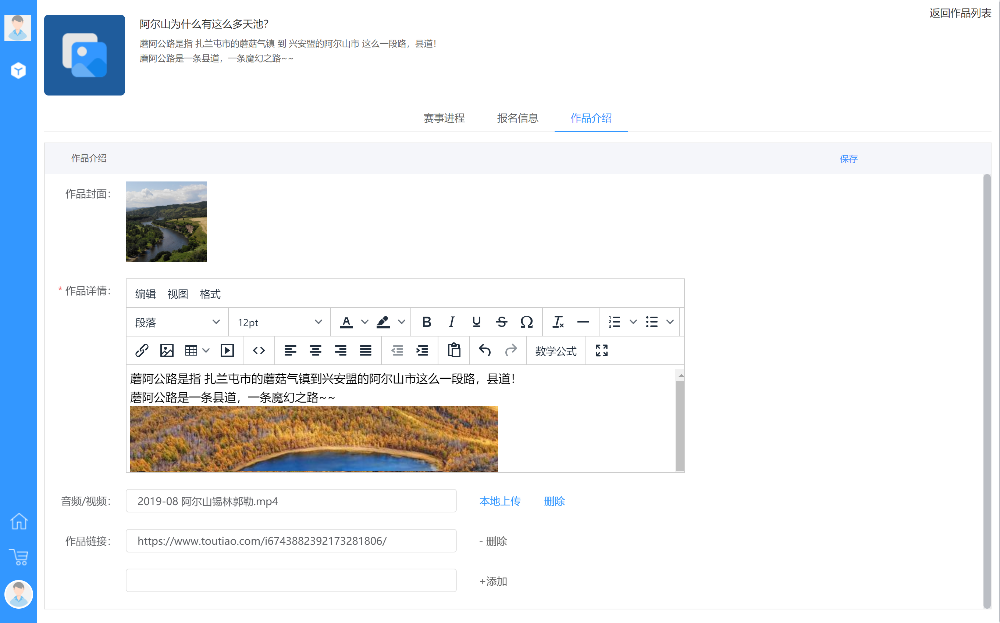 返回作品列表
阿尔山为什么有这么多天池?
蘑阿公路是指 扎兰屯市的蘑菇气镇 到 兴安盟的阿尔山市 这么一段路，县道!
蘑阿公路是一条县道，一条魔幻之路~~
赛事进程 报名信息 作品介绍
作品介绍 保存
作品封面：
* 作品详情：
编辑 视图 格式
段落 12pt
数学公式
蘑阿公路是指 扎兰屯市的蘑菇气镇到兴安盟的阿尔山市这么一段路，县道!
蘑阿公路是一条县道，一条魔幻之路~~
音频/视频： 2019-08 阿尔山锡林郭勒.mp4 本地上传 删除
作品链接： https://www.toutiao.com/i6743882392173281806/ - 删除
+添加